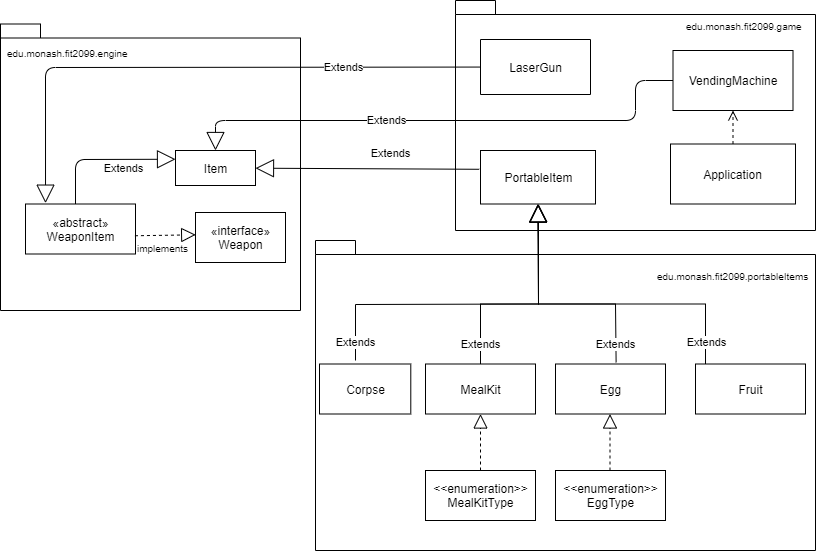 edu.monash.fit2099.game
edu.monash.fit2099.engine
Extends
LaserGun
VendingMachine
Extends
Extends
Extends
Item
PortableItem
Application
«abstract»
WeaponItem
implements
«interface»
Weapon
edu.monash.fit2099.portableItems
Extends
Extends
Extends
Extends
Corpse
MealKit
Egg
Fruit
<<enumeration>>
MealKitType
<<enumeration>>
EggType